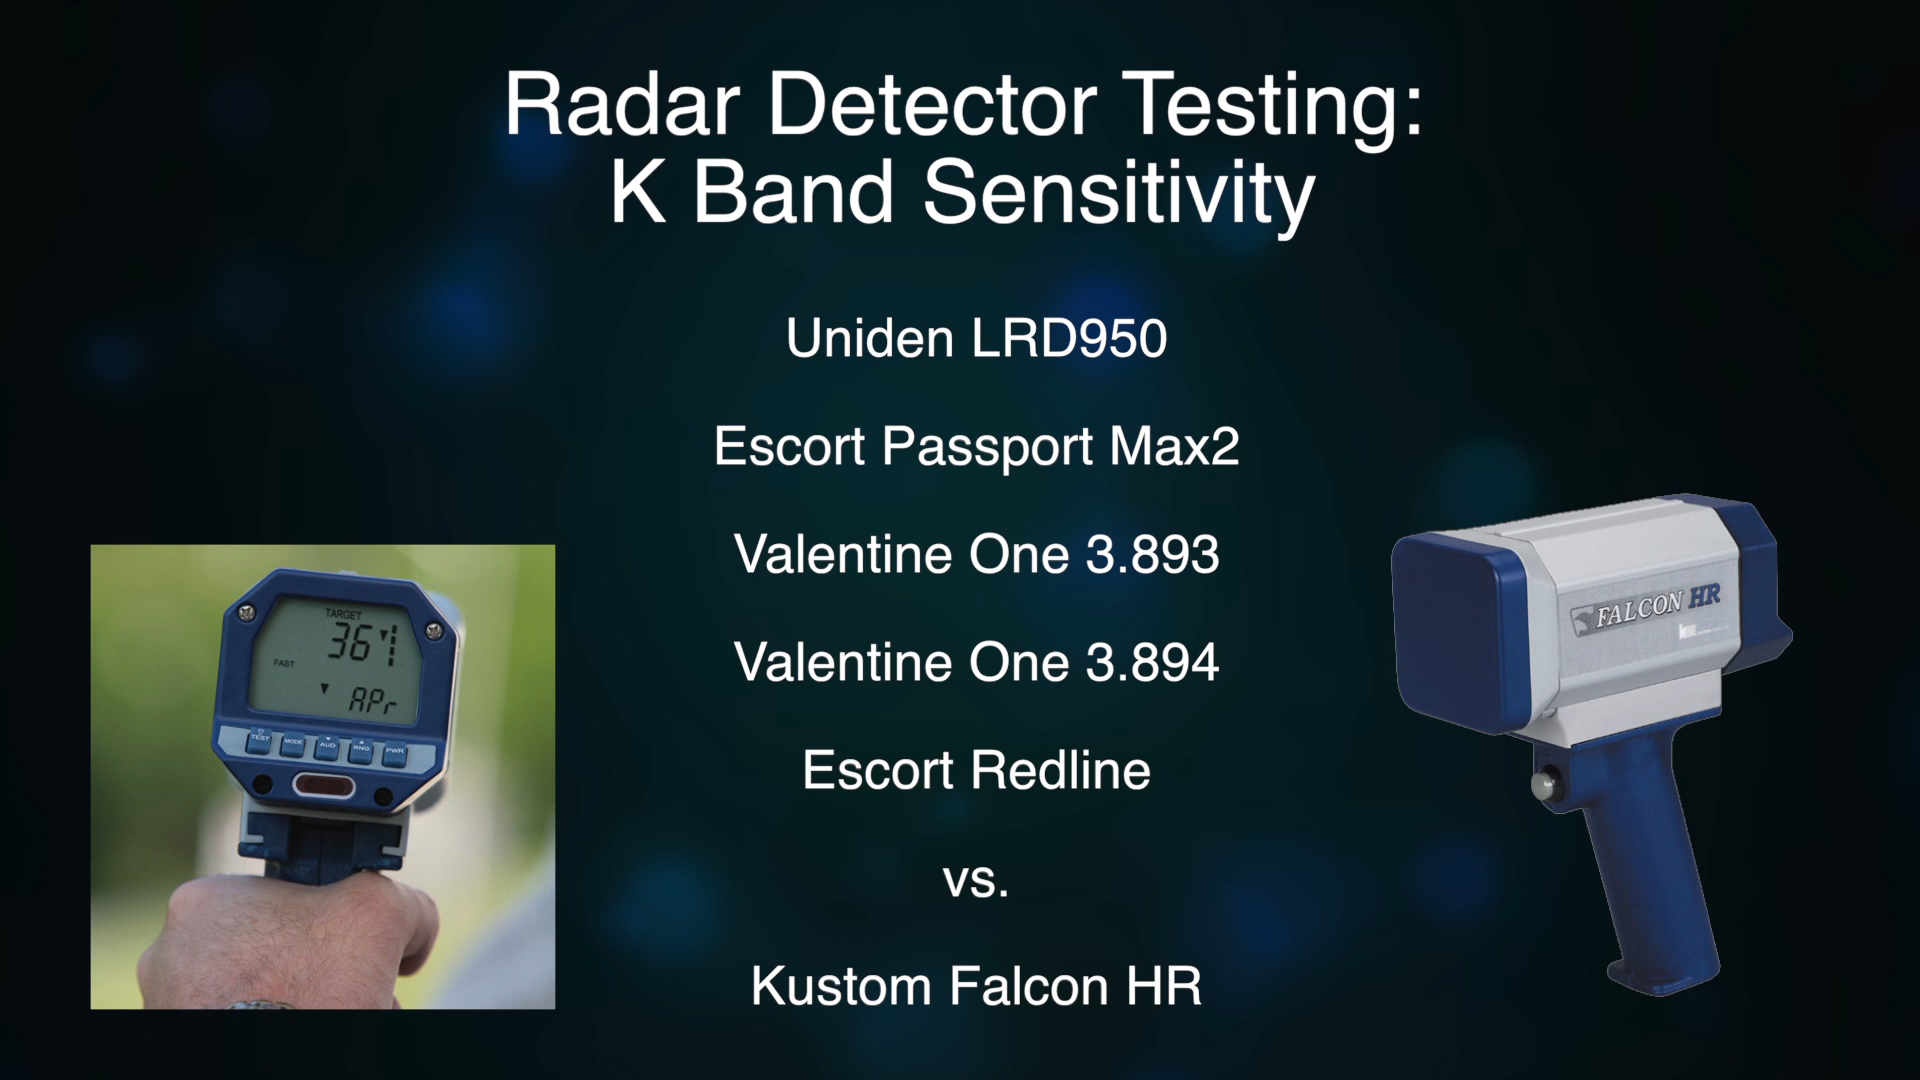 Radar Detector Testing:
K Band Sensitivity
Uniden LRD950
Escort Passport Max2
Valentine One 3.893
Valentine One 3.894
Escort Redline
vs.
Kustom Falcon HR
TARGET
36
FAST
APr
TEST MODE AUD RNG PWR
FALCON HR